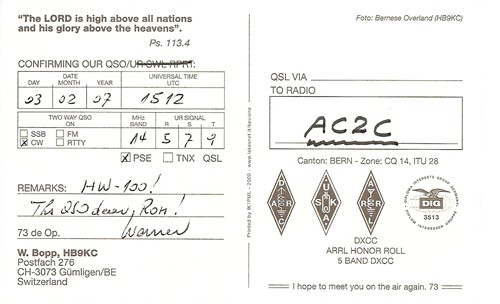 "The LORD is high above all nations
and his glory above the heavens".
Ps. 113.4
CONFIRMING OUR QSO/UR SWL RPRT:
DAY DATE MONTH YEAR UNIVERSAL TIME UTC
03 02 07 1512
TWO WAY QSO ON MHz BAND UR SIGNAL R S T
SSB FM
CW RTTY
14 5 7 9
PSE TNX QSL
REMARKS: HW-100!
Ron!
73 de Op. Werner
W. Bopp, HB9KC
Postfach 276
CH-3073 Gümligen/BE
Switzerland
Foto: Bernese Overland (HB9KC)
QSL VIA
TO RADIO
AC2C
Canton: BERN - Zone: CQ 14, ITU 28
DIG
3513
DXCC
ARRL HONOR ROLL
5 BAND DXCC
I hope to meet you on the air again. 73